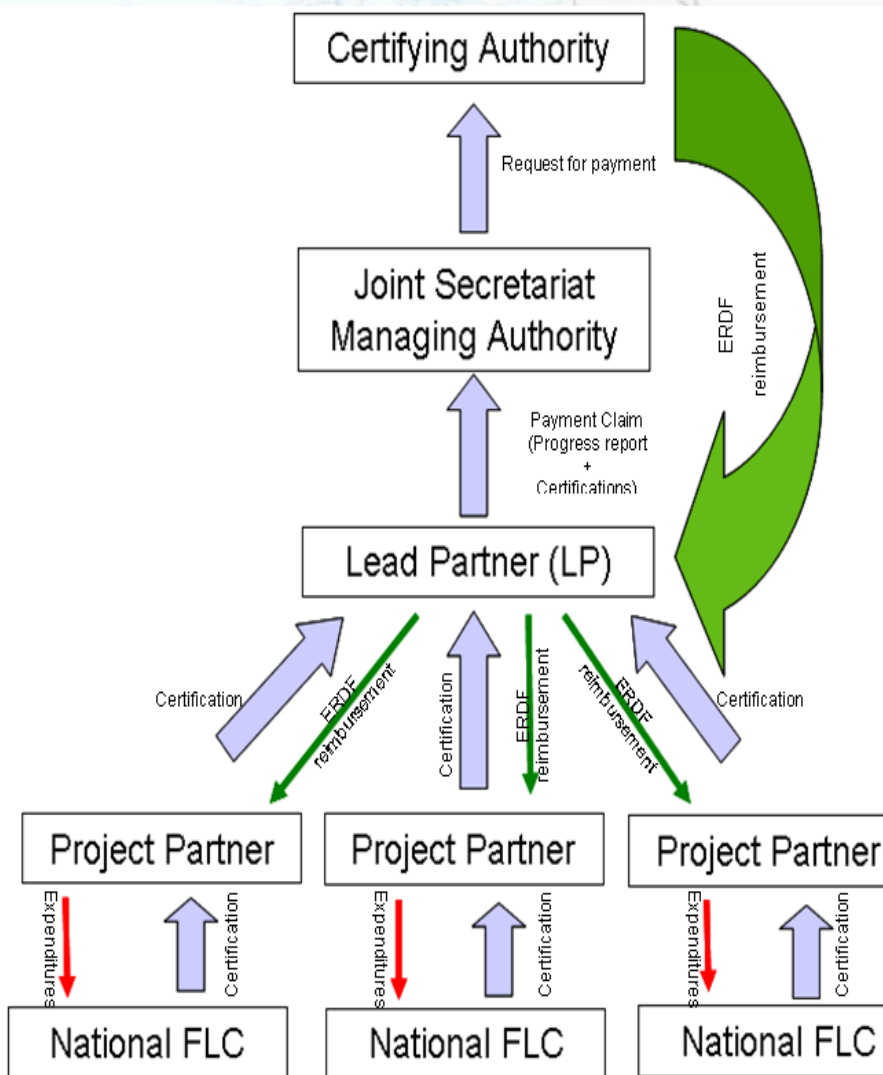 Certifying Authority
Request for payment
Joint Secretariat
Managing Authority
ERDF
reimbursement
Payment Claim
(Progress report
+
Certifications)
Lead Partner (LP)
Certification
ERDF
reimbursement
Certification
ERDF
reimbursement
ERDF
reimbursement
Certification
Project Partner
Project Partner
Project Partner
Expenditures
Certification
Expenditures
Certification
Expenditures
Certification
National FLC
National FLC
National FLC